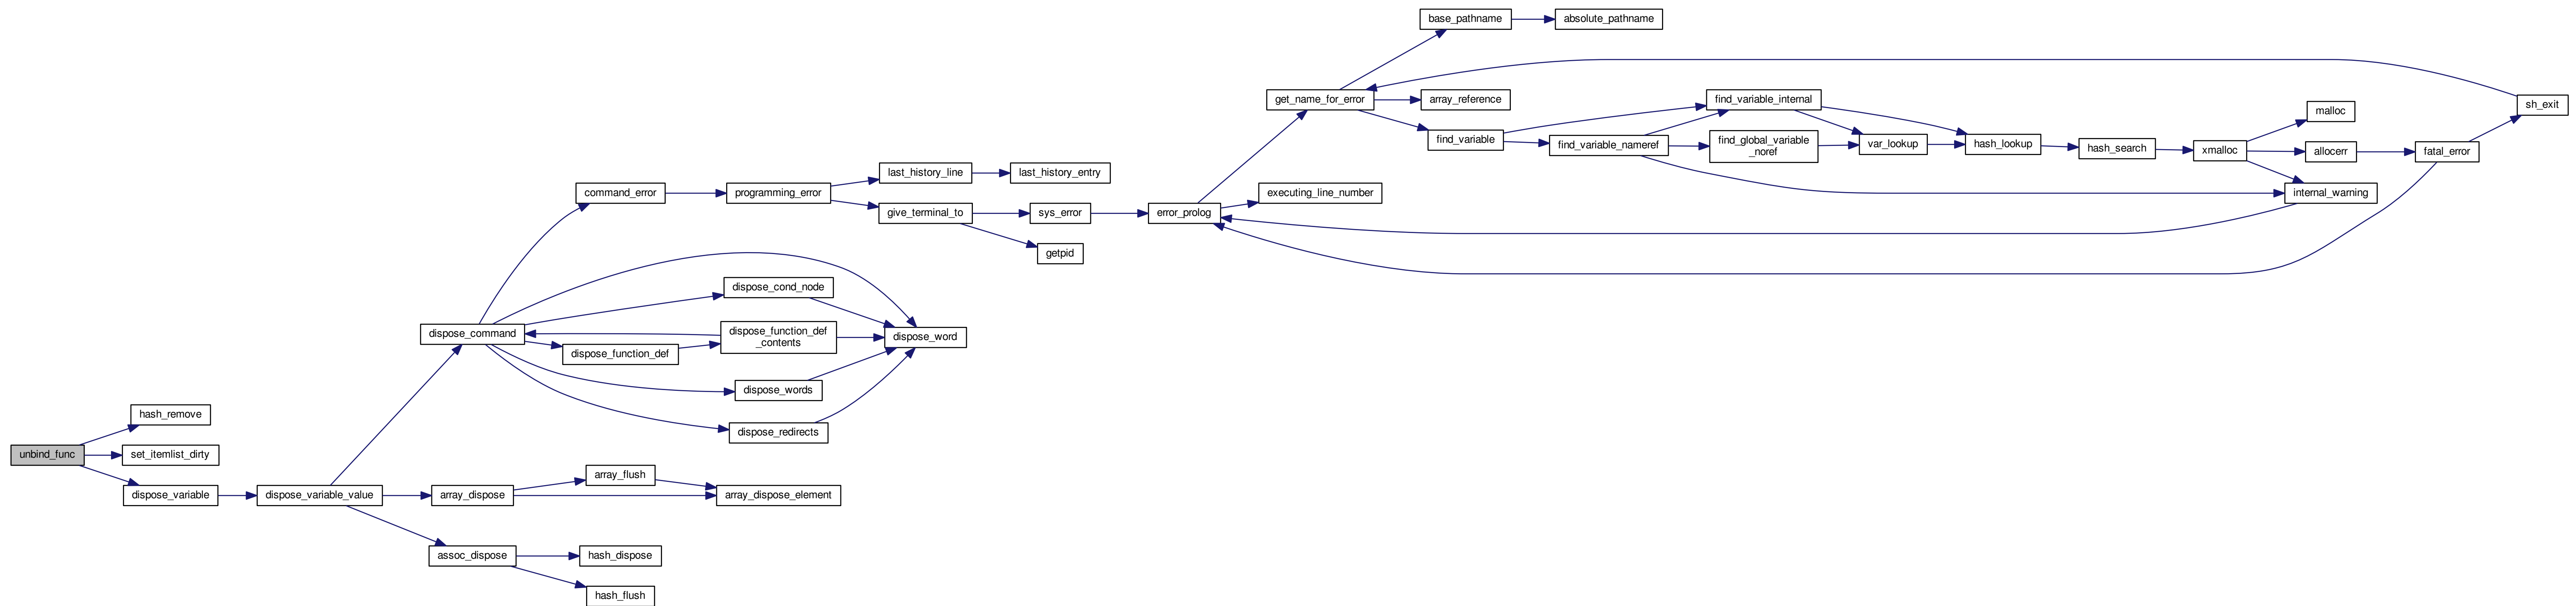 base_pathname
absolute_pathname
get_name_for_error
array_reference
find_variable_internal
sh_exit
malloc
find_variable
find_variable_nameref
find_global_variable
_noref
var_lookup
hash_lookup
hash_search
xmalloc
allocerr
fatal_error
last_history_line
last_history_entry
command_error
programming_error
executing_line_number
internal_warning
give_terminal_to
sys_error
error_prolog
getpid
dispose_cond_node
dispose_command
dispose_function_def
_contents
dispose_word
dispose_function_def
dispose_words
hash_remove
dispose_redirects
unbind_func
set_itemlist_dirty
array_flush
dispose_variable
dispose_variable_value
array_dispose
array_dispose_element
assoc_dispose
hash_dispose
hash_flush